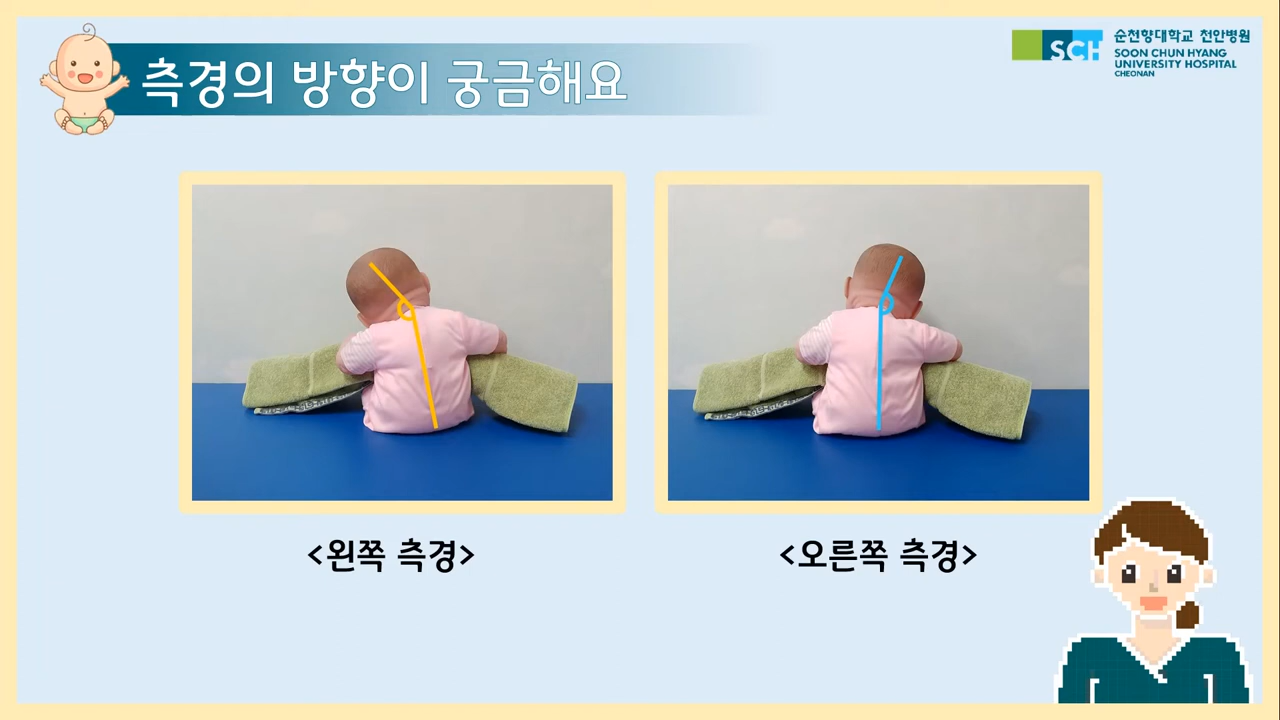 측경의 방향이 궁금해요
SCH
순천향대학교 천안병원
SOON CHUN HYANG
UNIVERSITY HOSPITAL
CHEONAN
<왼쪽 측경>
<오른쪽 측경>